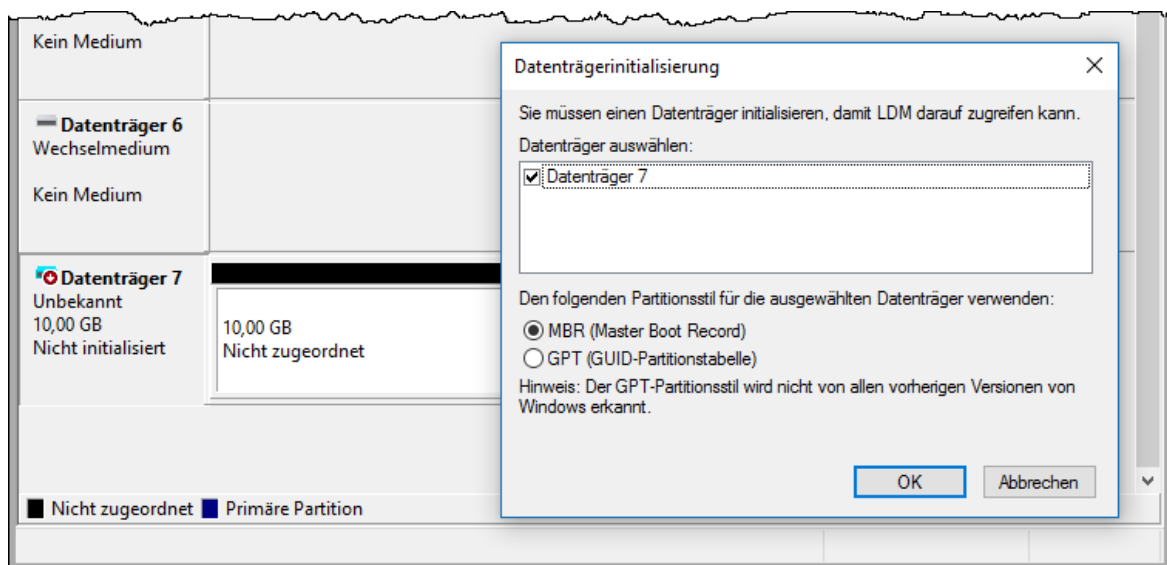 Kein Medium
Datenträger 6
Wechselmedium
Kein Medium
Datenträger 7
Unbekannt
10,00 GB
Nicht initialisiert
10,00 GB
Nicht zugeordnet
Nicht zugeordnet Primäre Partition
Datenträgerinitialisierung
Sie müssen einen Datenträger initialisieren, damit LDM darauf zugreifen kann.
Datenträger auswählen:
Datenträger 7
Den folgenden Partitionsstil für die ausgewählten Datenträger verwenden:
MBR (Master Boot Record)
GPT (GUID-Partitionstabelle)
Hinweis: Der GPT-Partitionsstil wird nicht von allen vorherigen Versionen von
Windows erkannt.
OK Abbrechen